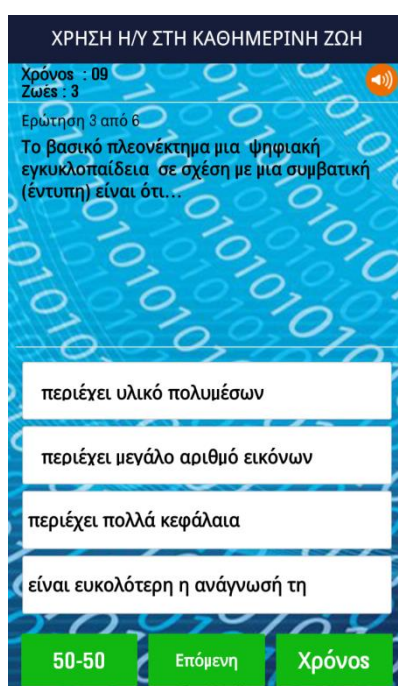 ΧΡΗΣΗ Η/Υ ΣΤΗ ΚΑΘΗΜΕΡΙΝΗ ΖΩΗ
Χρόνος : 09
Ζωές : 3
Ερώτηση 3 από 6
Το βασικό πλεονέκτημα μια ψηφιακή
εγκυκλοπαίδεια σε σχέση με μια συμβατική
(έντυπη) είναι ότι...
περιέχει υλικό πολυμέσων
περιέχει μεγάλο αριθμό εικόνων
περιέχει πολλά κεφάλαια
είναι ευκολότερη η ανάγνωσή τη
50-50
Επόμενη
Χρόνος